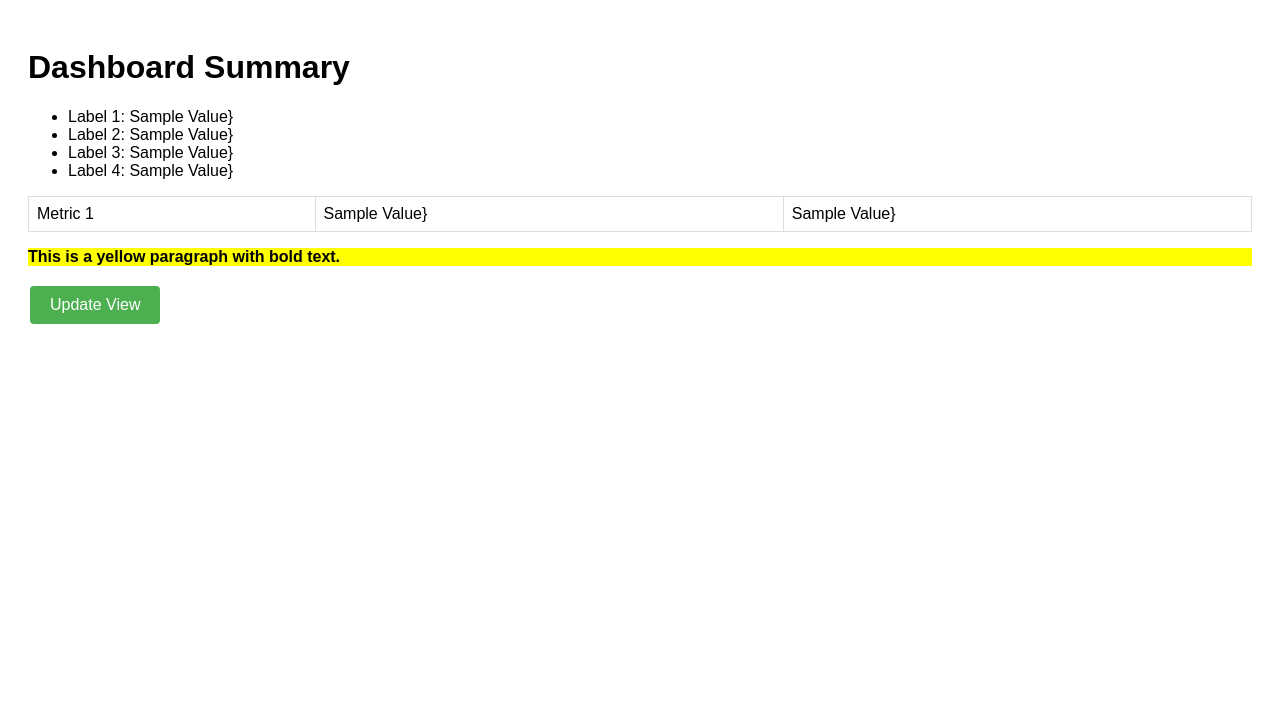 Dashboard Summary
Label 1: Sample Value}
Label 2: Sample Value}
Label 3: Sample Value}
Label 4: Sample Value}
Metric 1 Sample Value} Sample Value}
This is a yellow paragraph with bold text.
Update View